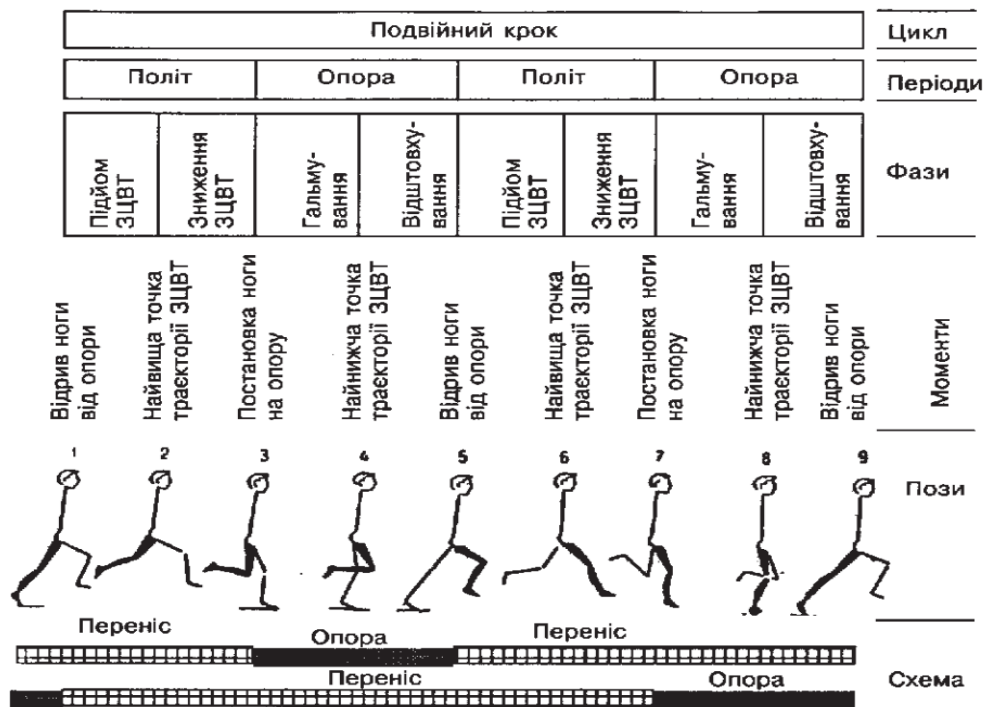 Подвійний крок
Цикл
Політ
Опора
Політ
Опора
Періоди
Підйом
ЗЦВТ
Зниження
ЗЦВТ
Гальму-
вання
Відштовху-
вання
Підйом
ЗЦВТ
Зниження
ЗЦВТ
Гальму-
вання
Відштовху-
вання
Фази
Відрив ноги
від опори
Найвища точка
траєкторії ЗЦВТ
Постановка ноги
на опору
Найнижча точка
траєкторії ЗЦВТ
Відрив ноги
від опори
Найвища точка
траєкторії ЗЦВТ
Постановка ноги
на опору
Найнижча точка
траєкторії ЗЦВТ
Відрив ноги
від опори
Моменти
1 2 3 4 5 6 7 8 9
Пози
Переніс
Опора
Переніс
Переніс
Опора
Схема